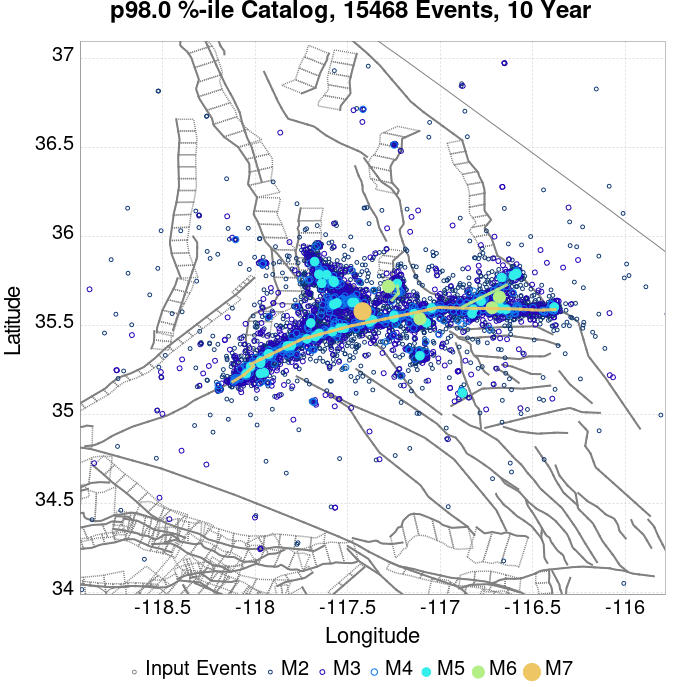 p98.0 %-ile Catalog, 15468 Events, 10 Year
37
36.5
36
35.5
35
34.5
34
Latitude
-118.5 -118 -117.5 -117 -116.5 -116
Longitude
Input Events M2 M3 M4 M5 M6 M7